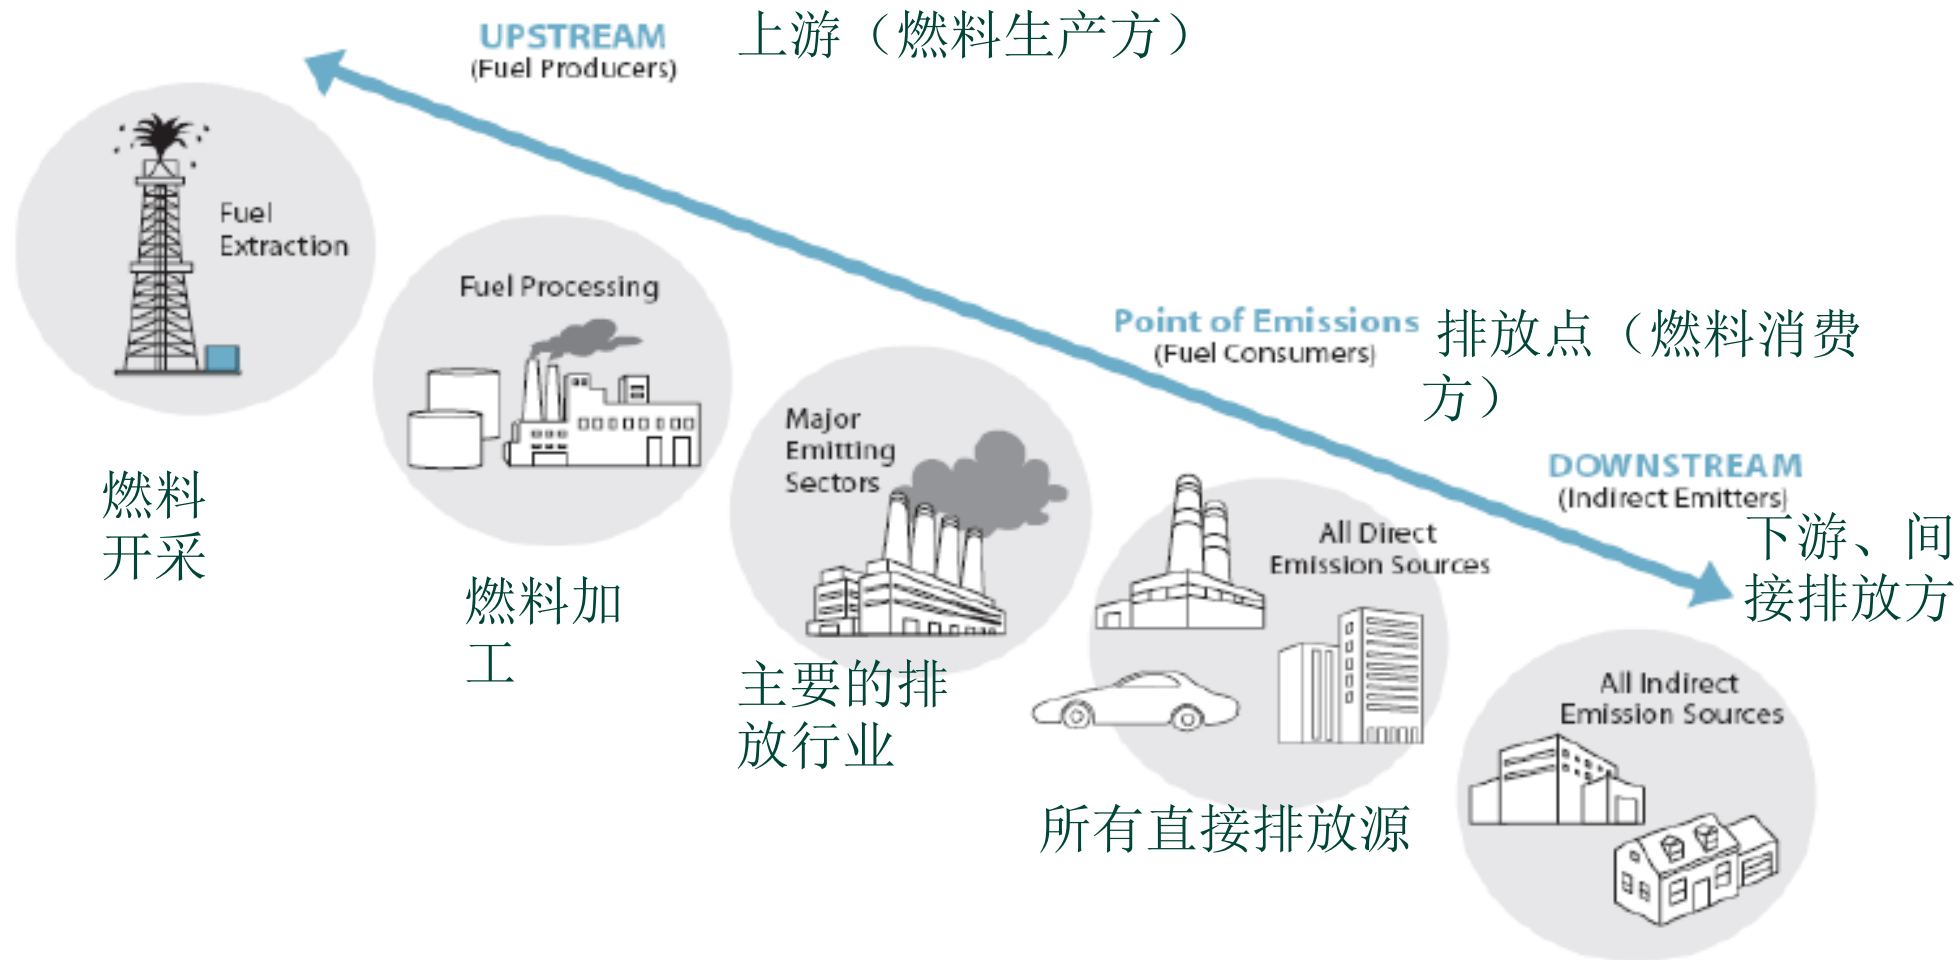 UPSTREAM
(Fuel Producers)
上游（燃料生产方）
Fuel
Extraction
燃料
开采
Fuel Processing
燃料加
工
Major
Emitting
Sectors
主要的排
放行业
Point of Emissions
(Fuel Consumers)
排放点（燃料消费
方）
All Direct
Emission Sources
所有直接排放源
DOWNSTREAM
(Indirect Emitters)
下游、间
接排放方
All Indirect
Emission Sources